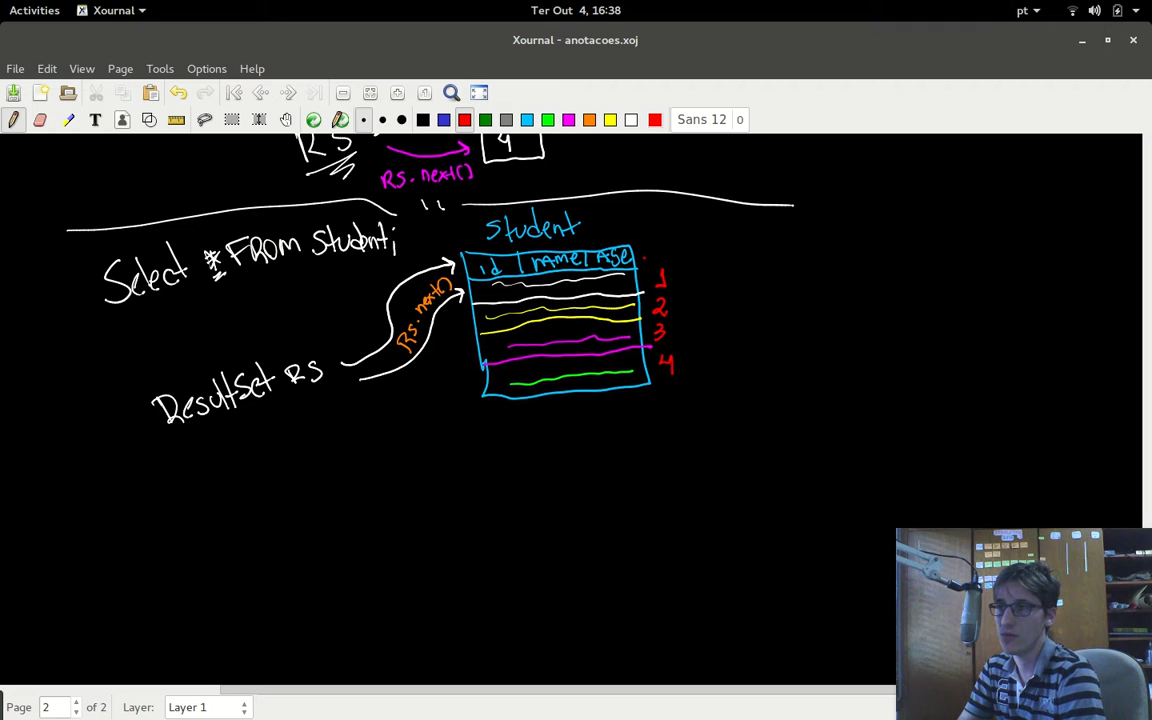 Activities Xournal Ter Out 4, 16:38 pt
Xournal - anotacoes.xoj
File Edit View Page Tools Options Help
Sans 12
RS 4
RS.next()
Student
Select * FROM Student;
id NAME AGE
1
RS.next()
2
3
4
ResultSet RS
Page 2 of 2 Layer: Layer 1